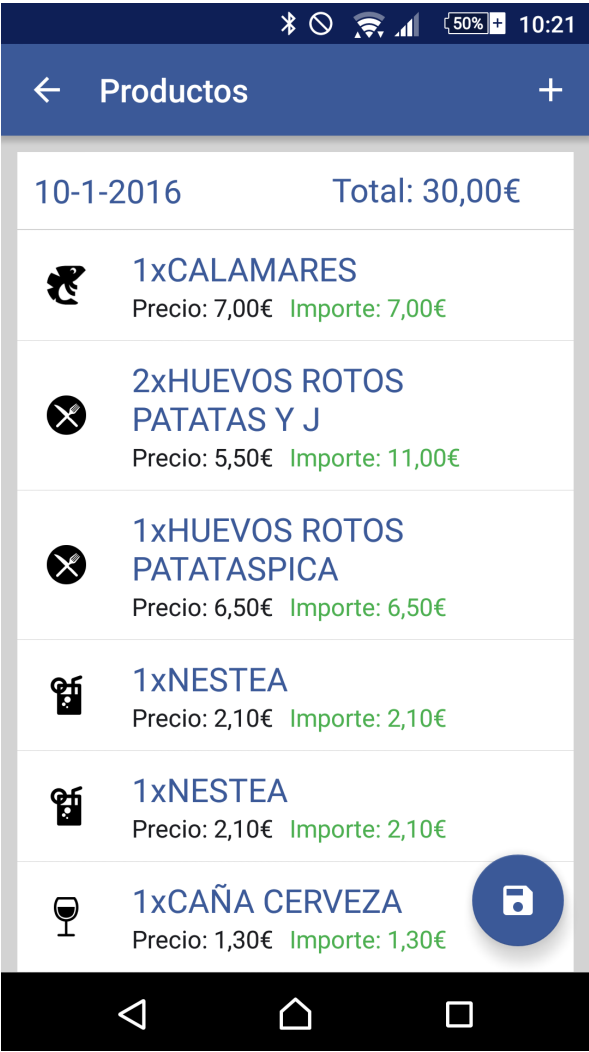 50% 10:21
Productos
10-1-2016 Total: 30,00€
1xCALAMARES
Precio: 7,00€ Importe: 7,00€
2xHUEVOS ROTOS
PATATAS Y J
Precio: 5,50€ Importe: 11,00€
1xHUEVOS ROTOS
PATATASPICA
Precio: 6,50€ Importe: 6,50€
1xNESTEA
Precio: 2,10€ Importe: 2,10€
1xNESTEA
Precio: 2,10€ Importe: 2,10€
1xCAÑA CERVEZA
Precio: 1,30€ Importe: 1,30€